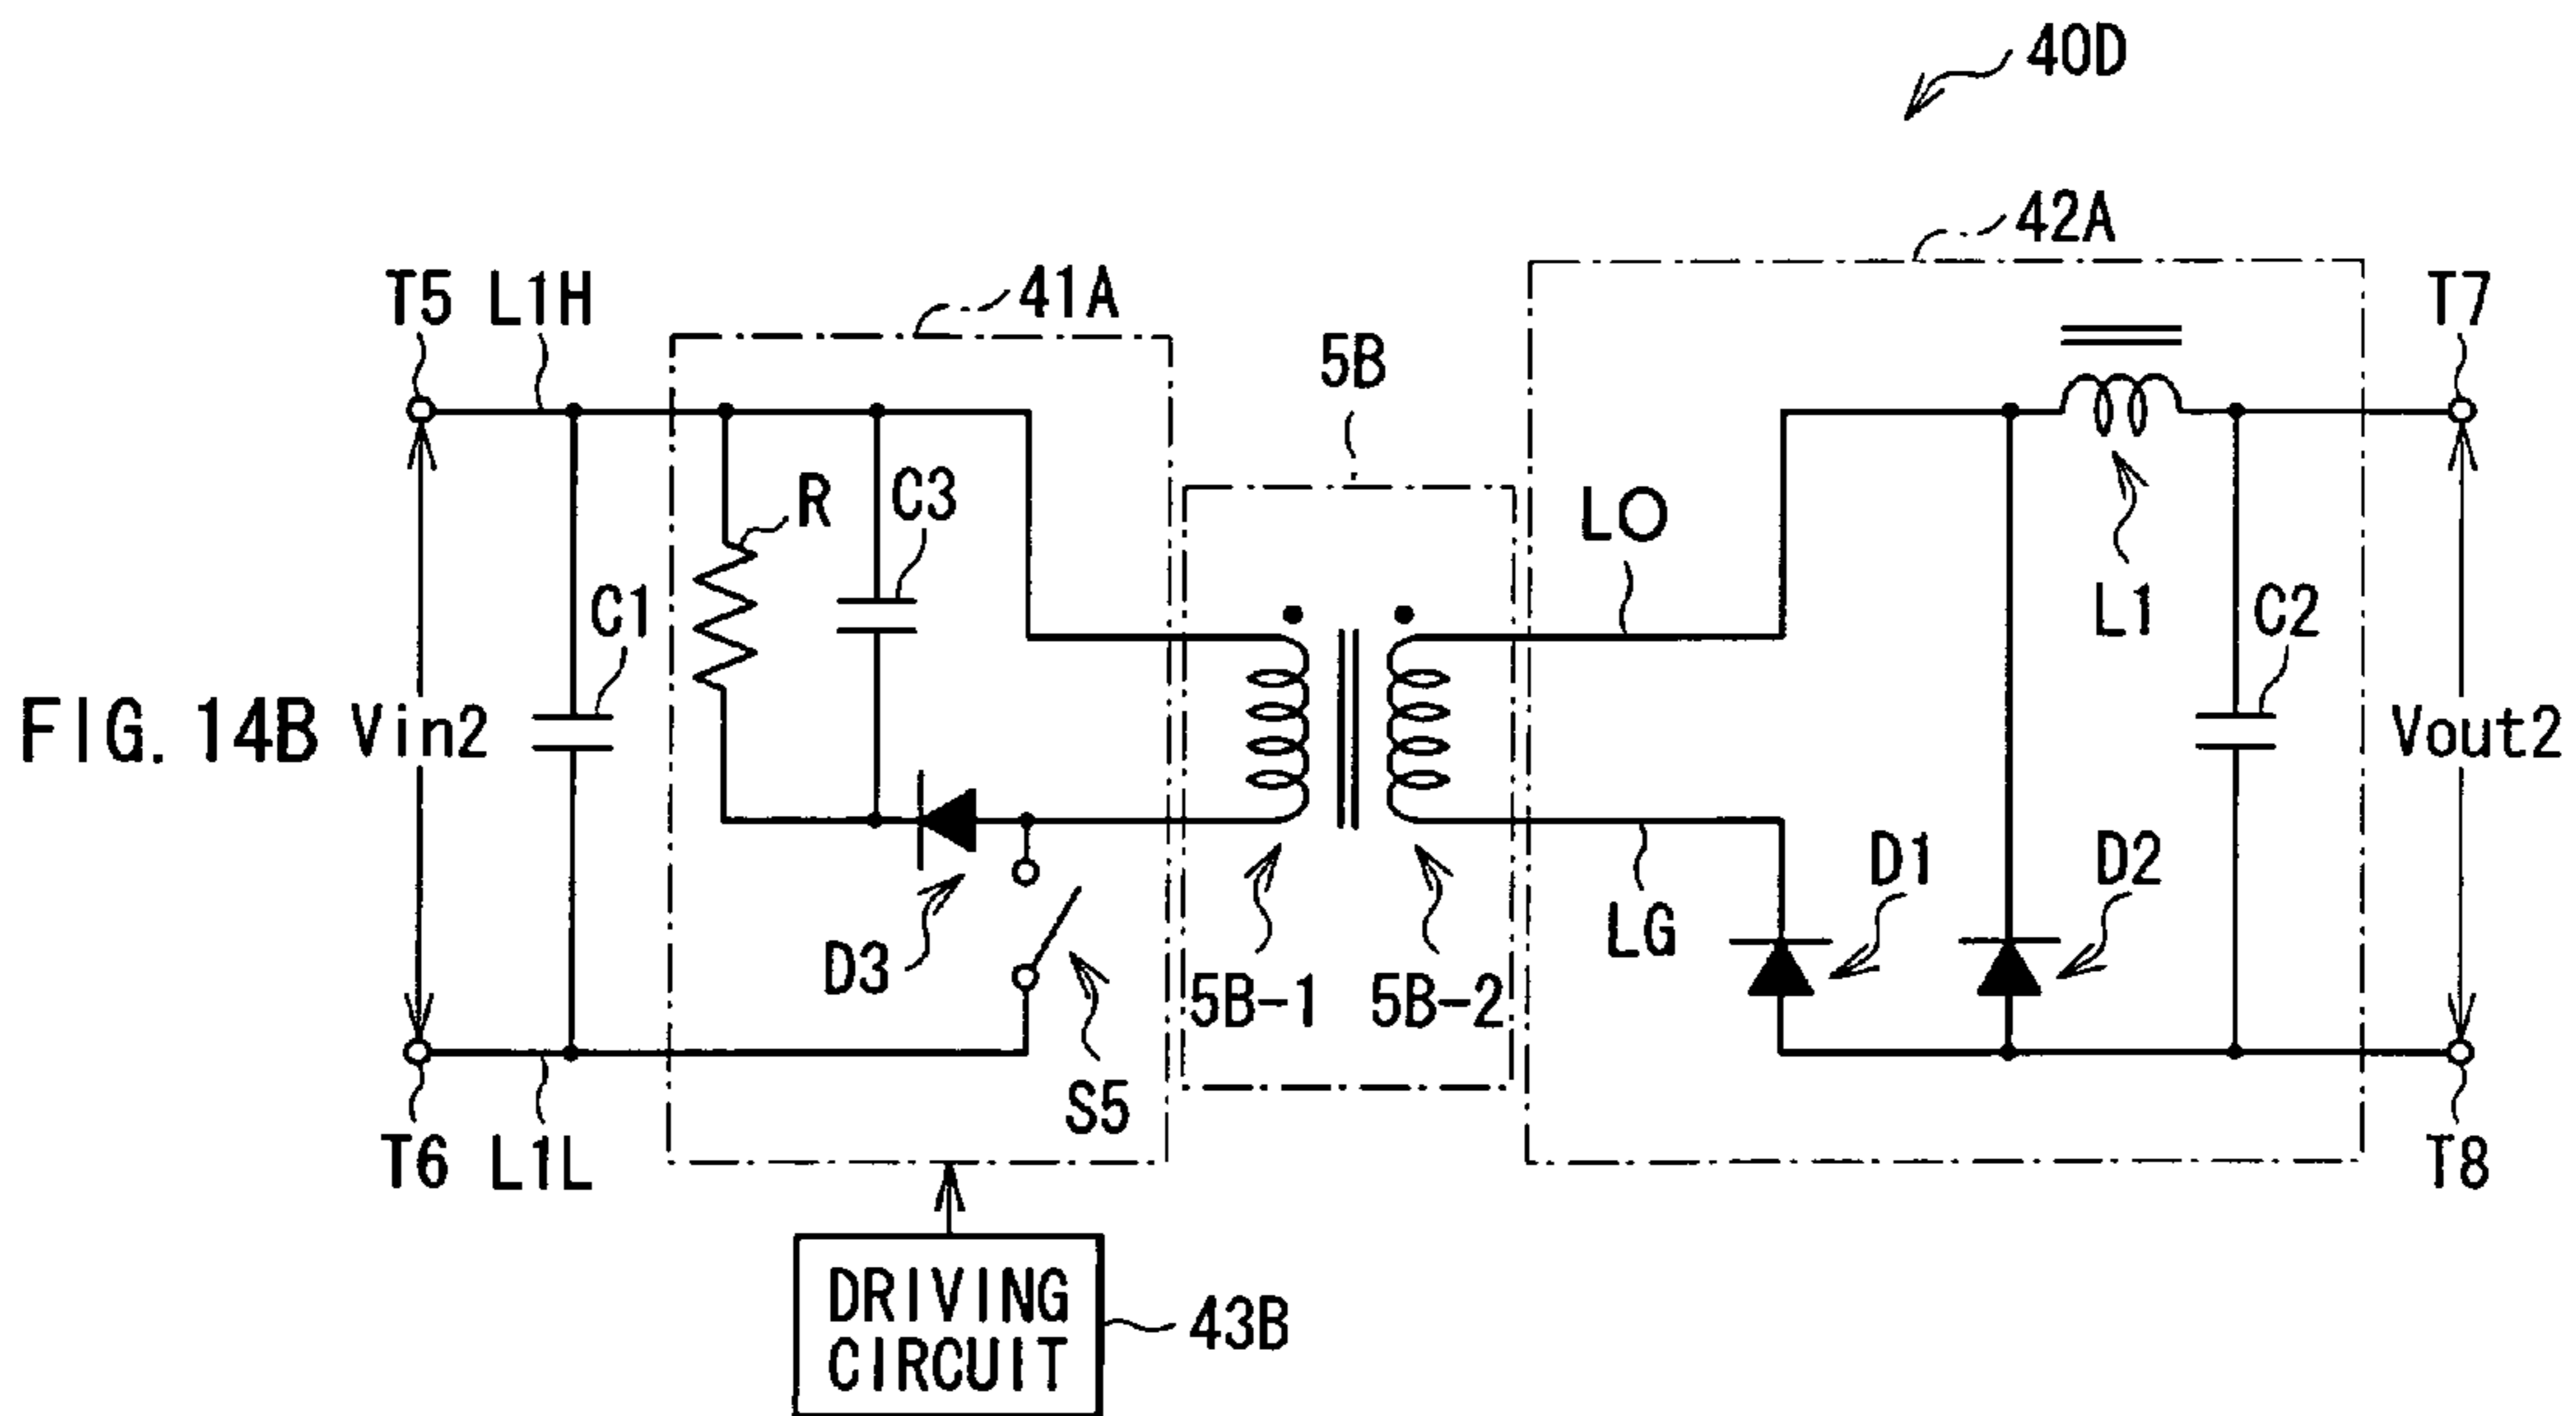 40D
42A
T5 L1H
41A
T7
5B
R
C3
LO
C1
L1
C2
FIG. 14B
Vin2
Vout2
D1
D2
D3
LG
5B-1
5B-2
S5
T6 L1L
T8
DRIVING
CIRCUIT
43B